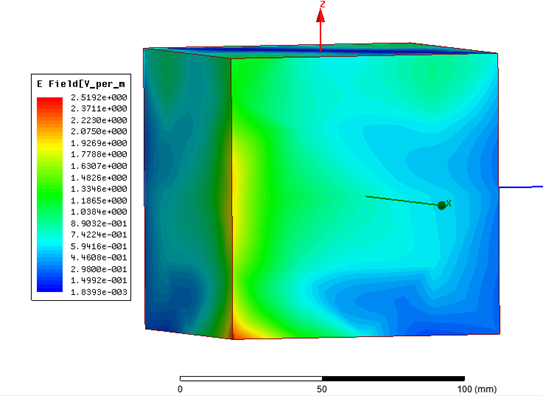 Z
E Field[V_per_m
2.5192e+000
2.3711e+000
2.2230e+000
2.0750e+000
1.9269e+000
1.7788e+000
1.6307e+000
1.4826e+000
1.3346e+000
1.1865e+000
1.0384e+000
8.9032e-001
7.4224e-001
5.9416e-001
4.4608e-001
2.9800e-001
1.4992e-001
1.8393e-003
X
0 50 100 (mm)